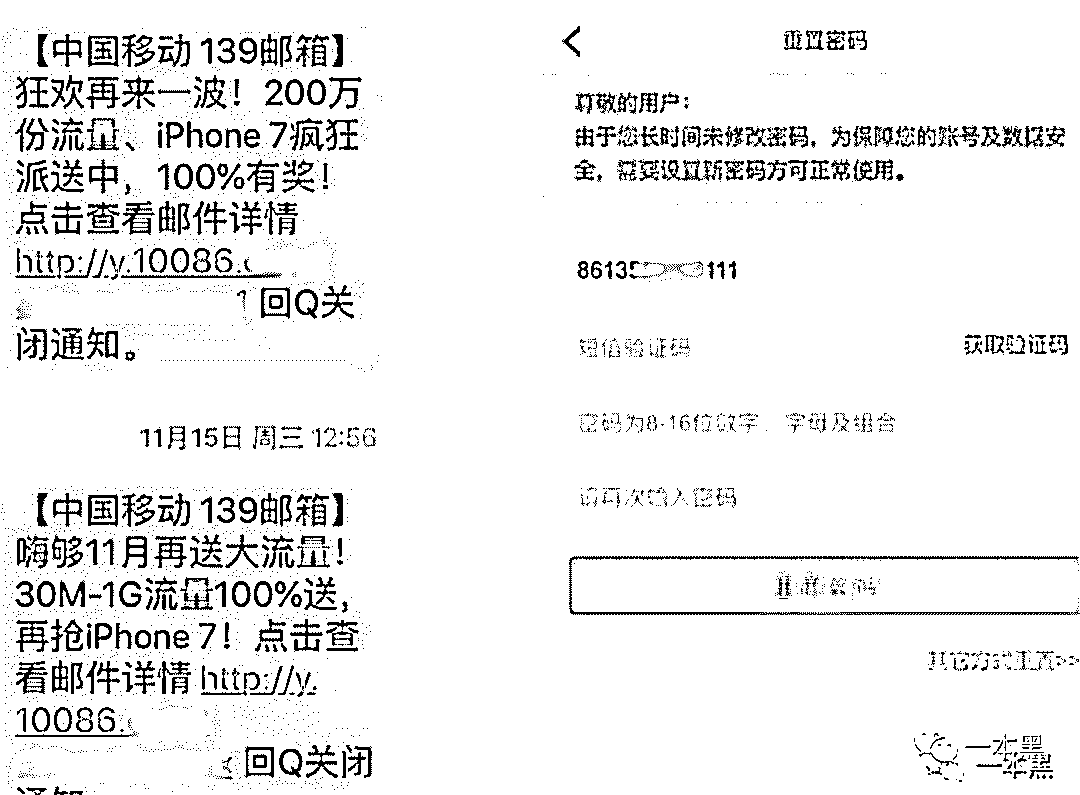 【中国移动 139邮箱】
狂欢再来一波！200万
份流量、iPhone 7疯狂
派送中，100%有奖！
点击查看邮件详情
http://y.10086.c
1 回Q关
闭通知。
11月15日 周三 12:56
【中国移动 139邮箱】
嗨够11月再送大流量！
30M-1G流量100%送，
再抢iPhone 7！点击查
看邮件详情 http://y.
10086.
回Q关闭
通知
重置密码
尊敬的用户：
由于您长时间未修改密码，为保障您的账号及数据安
全，需要设置新密码方可正常使用。
86135 111
短信验证码
获取验证码
密码为8-16位数字、字母及组合
请再次输入密码
重置密码
其它方式重置>>
一本黑
一本黑